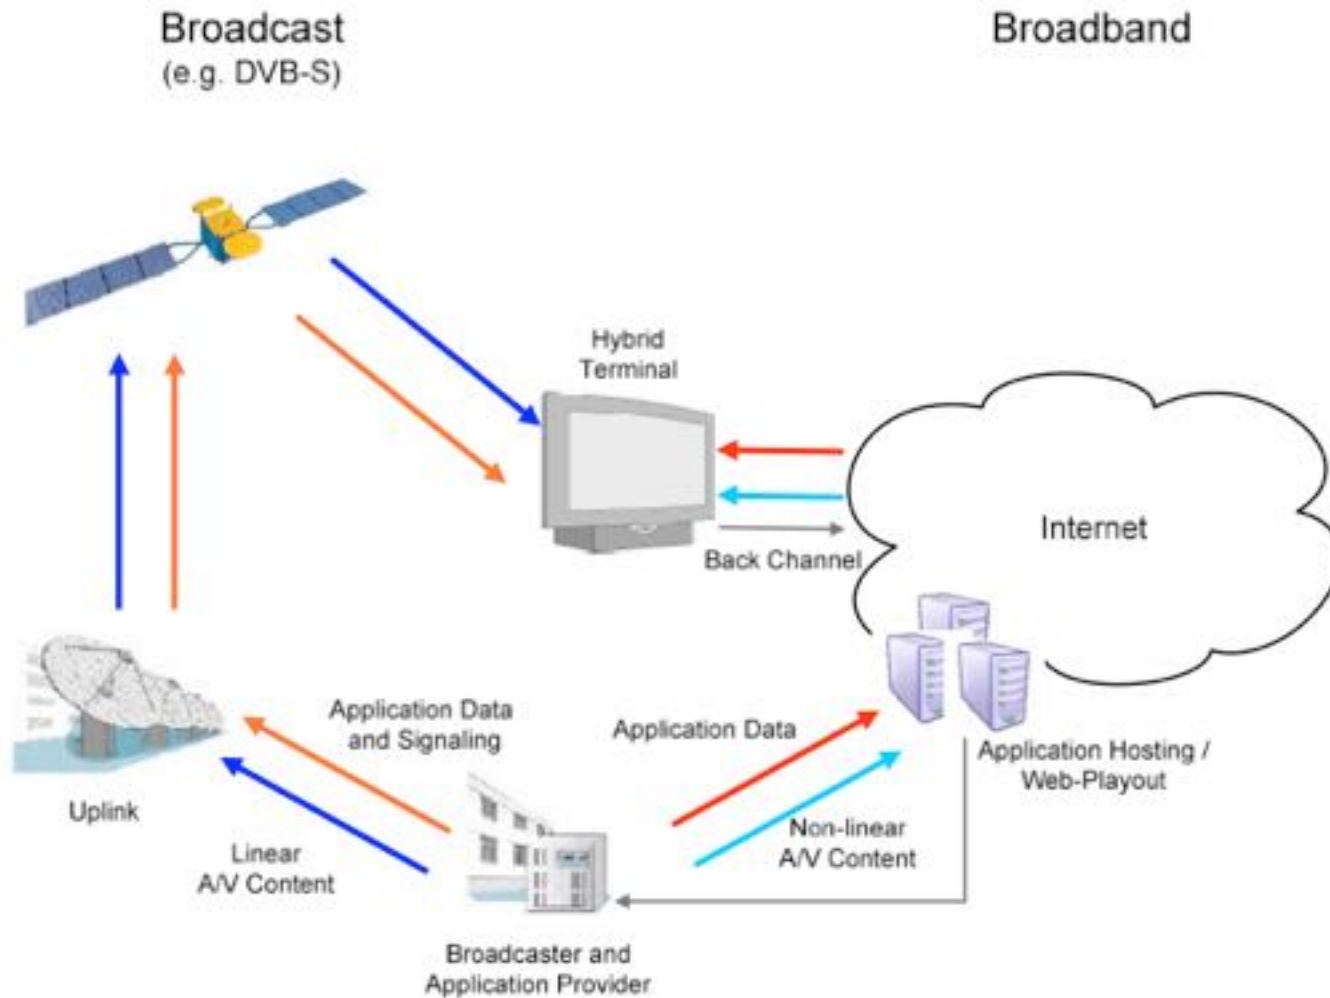 Broadcast
(e.g. DVB-S)
Broadband
Hybrid
Terminal
Internet
Back Channel
Application Data
and Signaling
Application Data
Application Hosting /
Web-Playout
Uplink
Linear
A/V Content
Non-linear
A/V Content
Broadcaster and
Application Provider